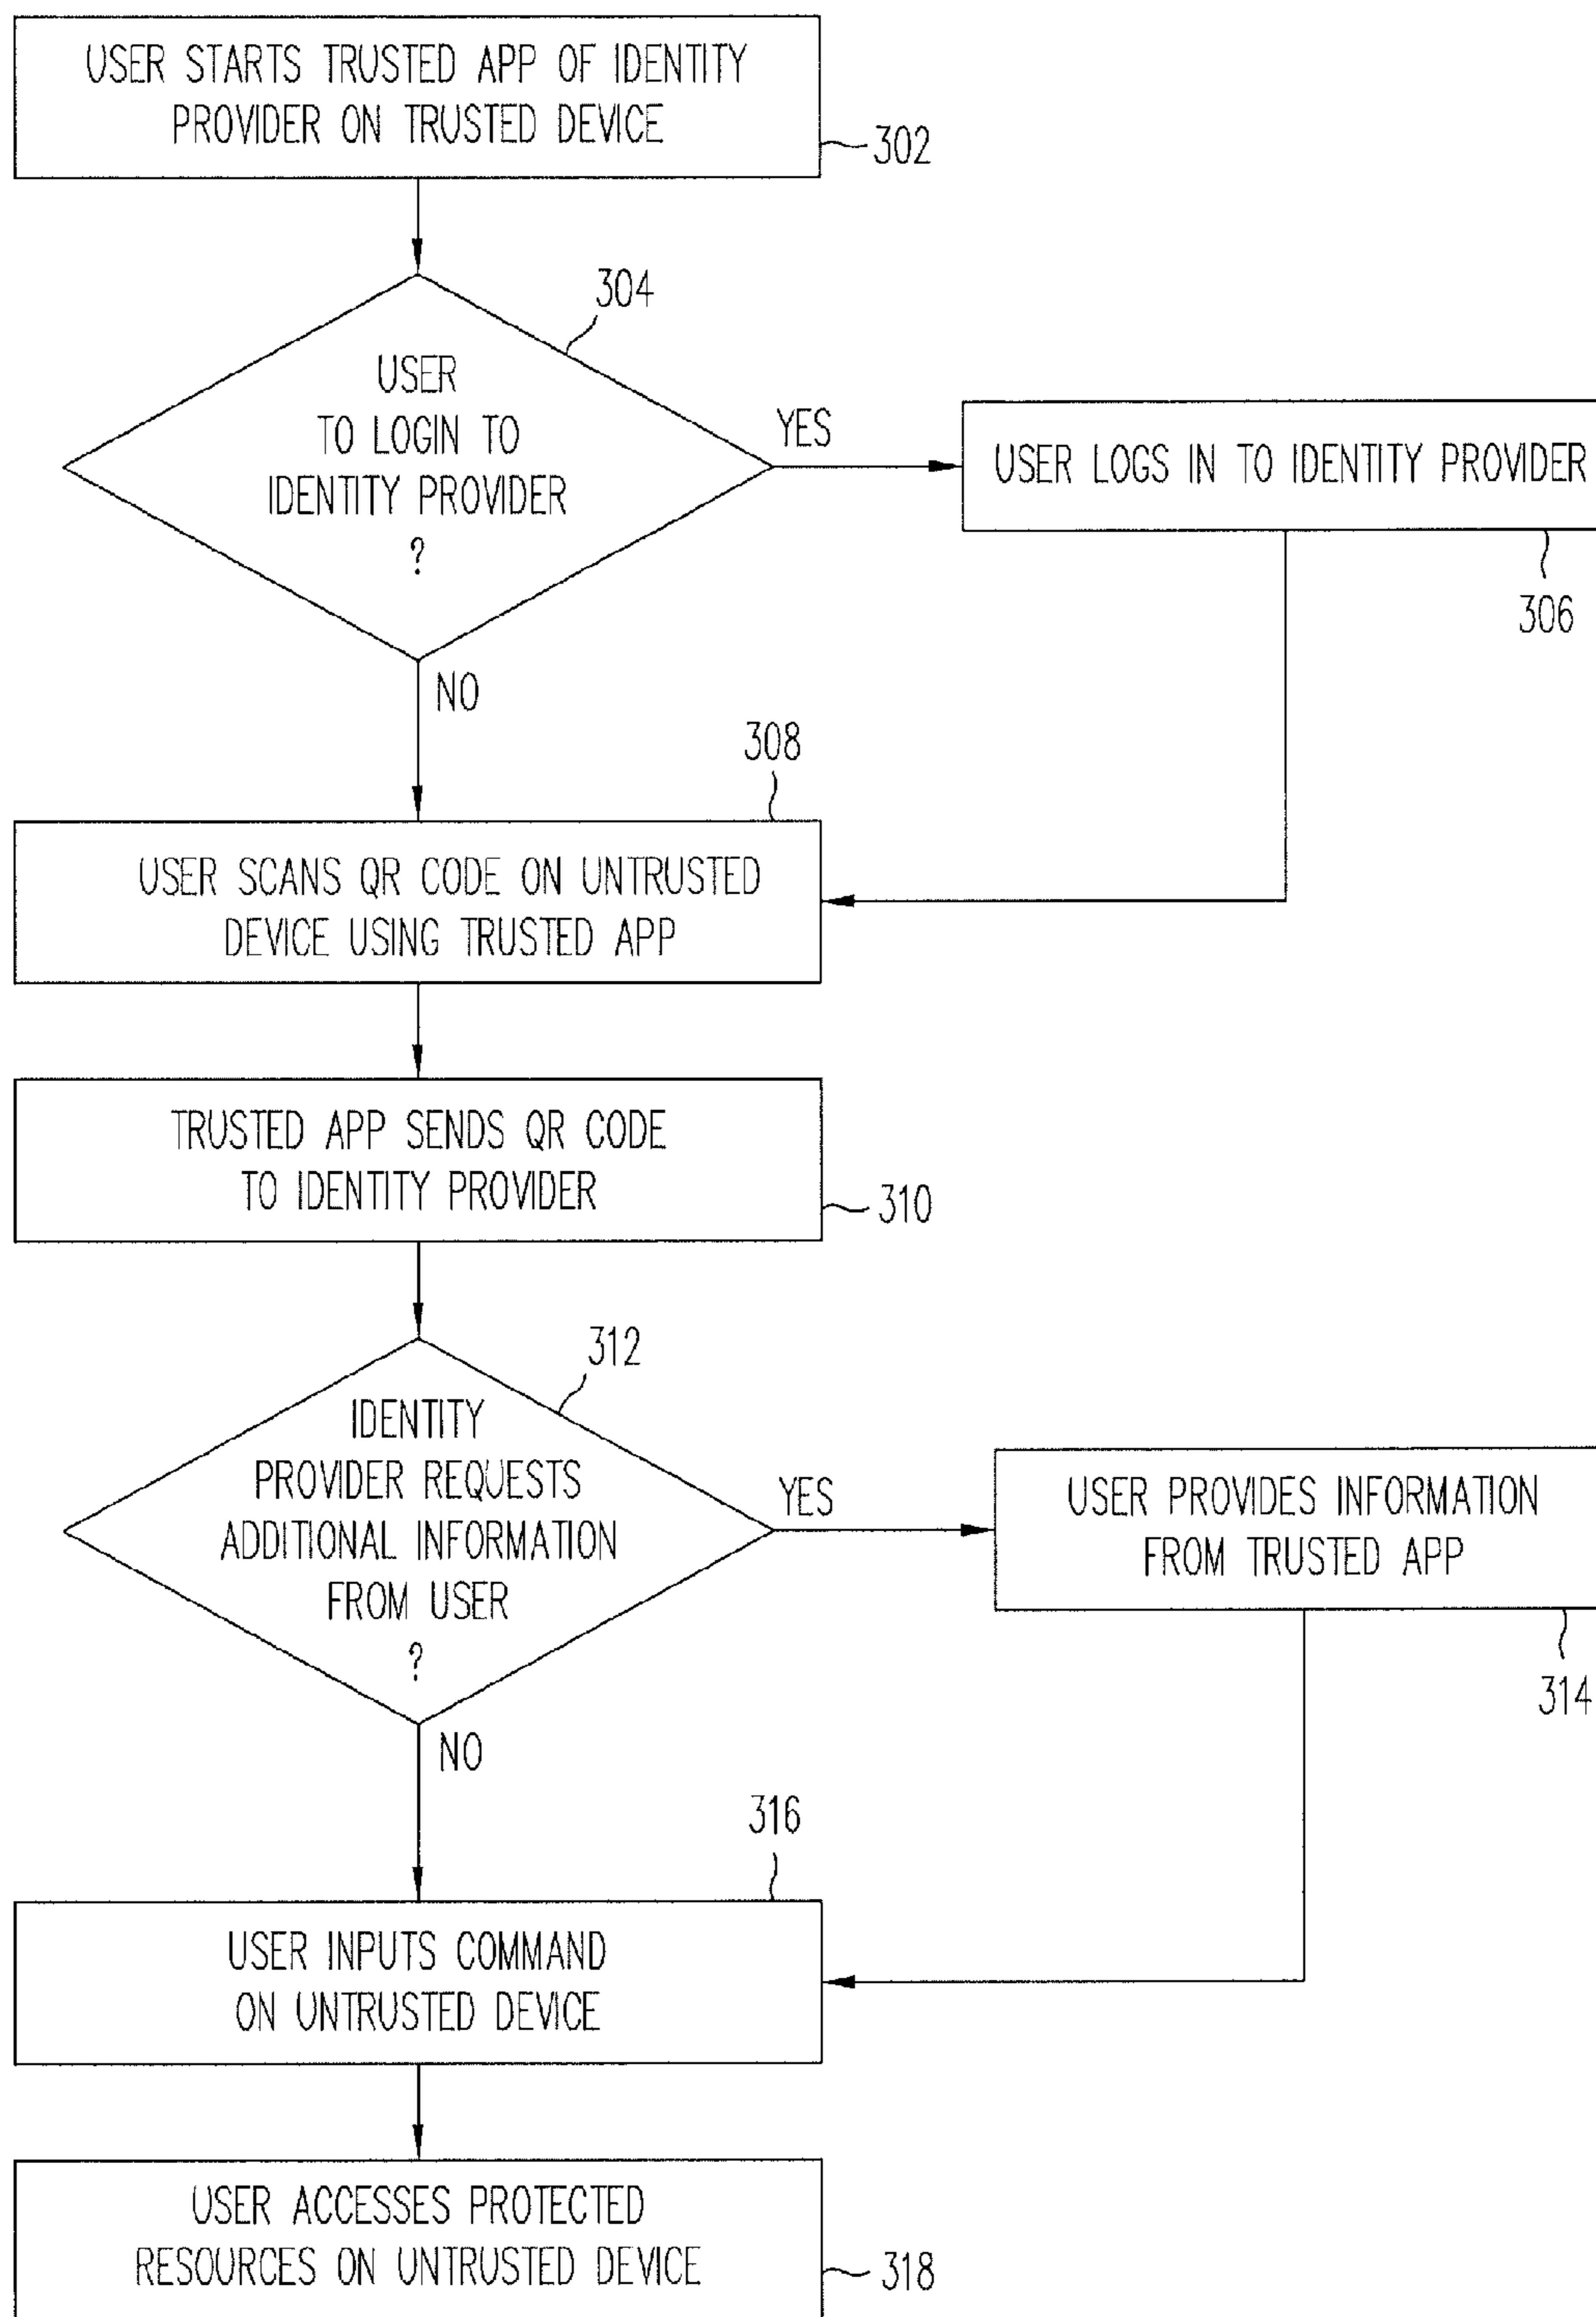 USER STARTS TRUSTED APP OF IDENTITY
PROVIDER ON TRUSTED DEVICE
302
304
USER
TO LOGIN TO
IDENTITY PROVIDER
?
YES
USER LOGS IN TO IDENTITY PROVIDER
306
NO
308
USER SCANS QR CODE ON UNTRUSTED
DEVICE USING TRUSTED APP
TRUSTED APP SENDS QR CODE
TO IDENTITY PROVIDER
310
312
IDENTITY
PROVIDER REQUESTS
ADDITIONAL INFORMATION
FROM USER
?
YES
USER PROVIDES INFORMATION
FROM TRUSTED APP
314
NO
316
USER INPUTS COMMAND
ON UNTRUSTED DEVICE
USER ACCESSES PROTECTED
RESOURCES ON UNTRUSTED DEVICE
318